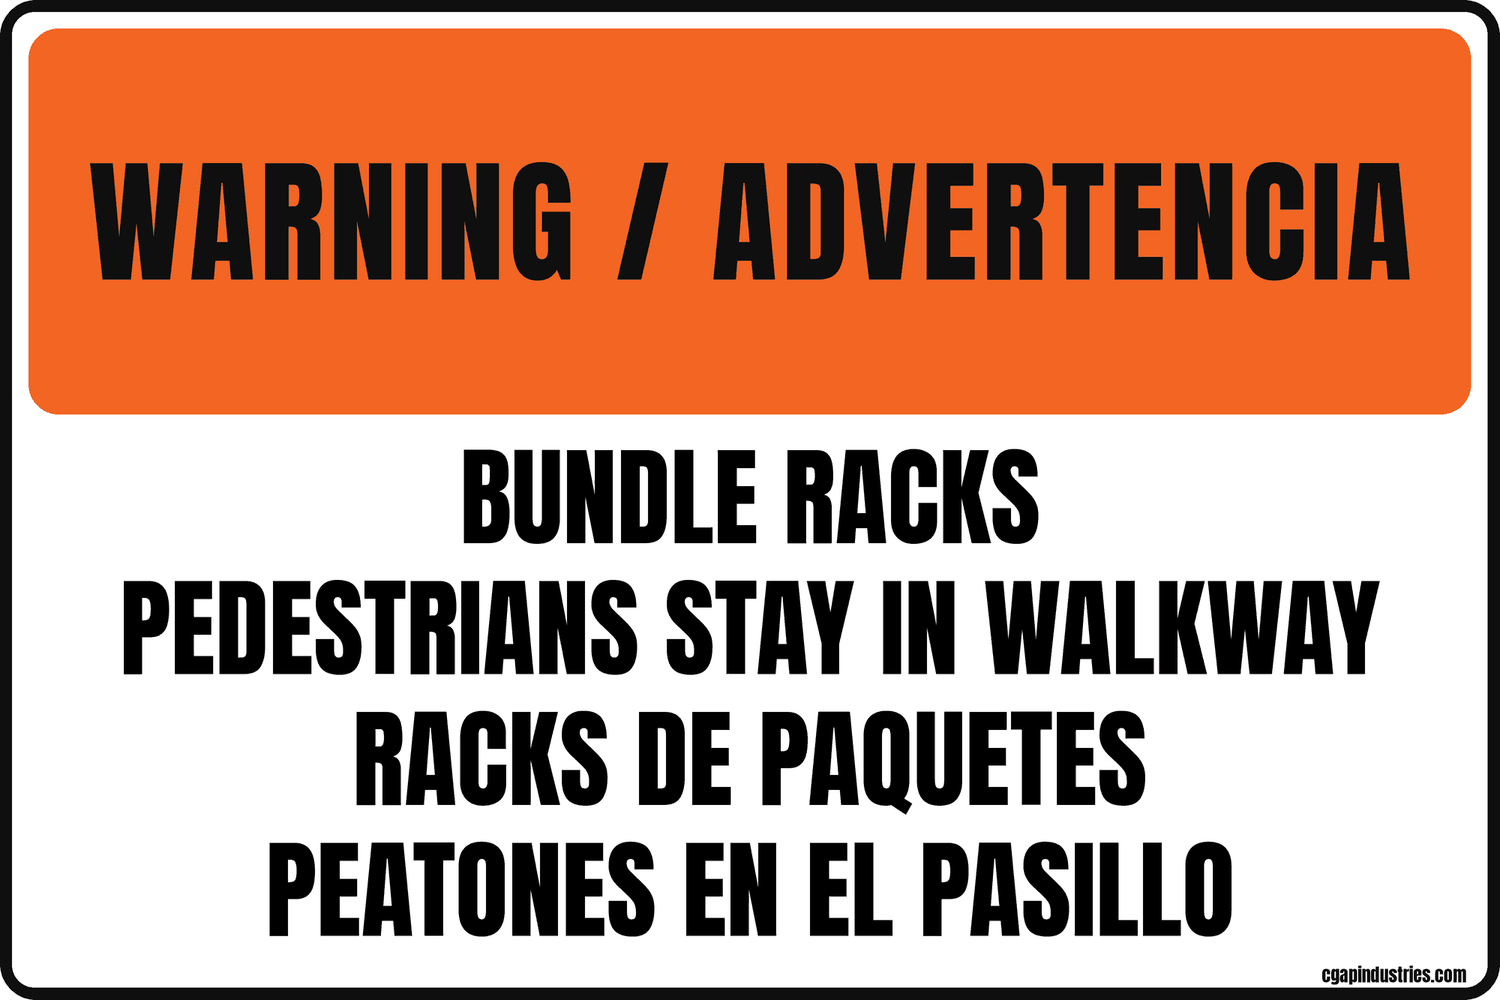 WARNING / ADVERTENCIA
BUNDLE RACKS
PEDESTRIANS STAY IN WALKWAY
RACKS DE PAQUETES
PEATONES EN EL PASILLO
cgapindustries.com